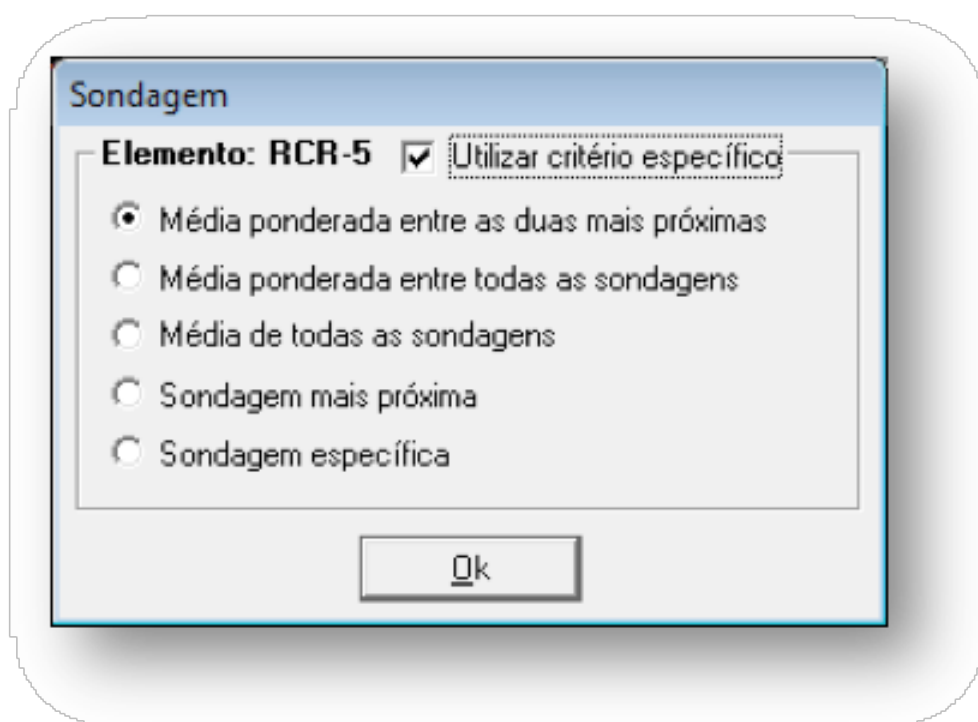 Sondagem
Elemento: RCR-5 Utilizar critério específico
Média ponderada entre as duas mais próximas
Média ponderada entre todas as sondagens
Média de todas as sondagens
Sondagem mais próxima
Sondagem específica
Ok